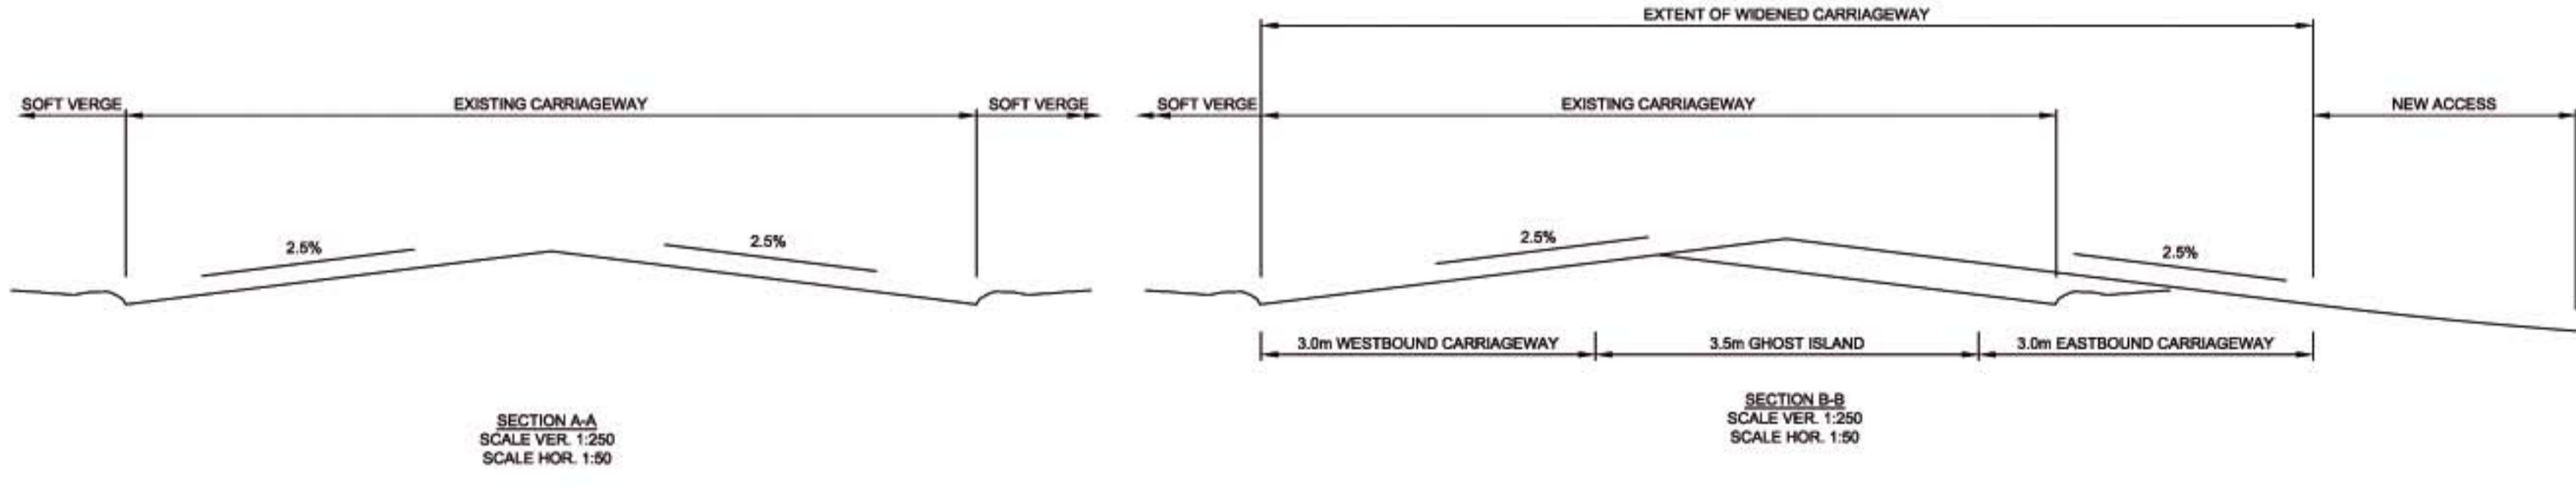 EXTENT OF WIDENED CARRIAGEWAY
SOFT VERGE
EXISTING CARRIAGEWAY
SOFT VERGE
SOFT VERGE
EXISTING CARRIAGEWAY
NEW ACCESS
2.5%
2.5%
2.5%
2.5%
3.0m WESTBOUND CARRIAGEWAY
3.5m GHOST ISLAND
3.0m EASTBOUND CARRIAGEWAY
SECTION A-A
SCALE VER. 1:250
SCALE HOR. 1:50
SECTION B-B
SCALE VER. 1:250
SCALE HOR. 1:50